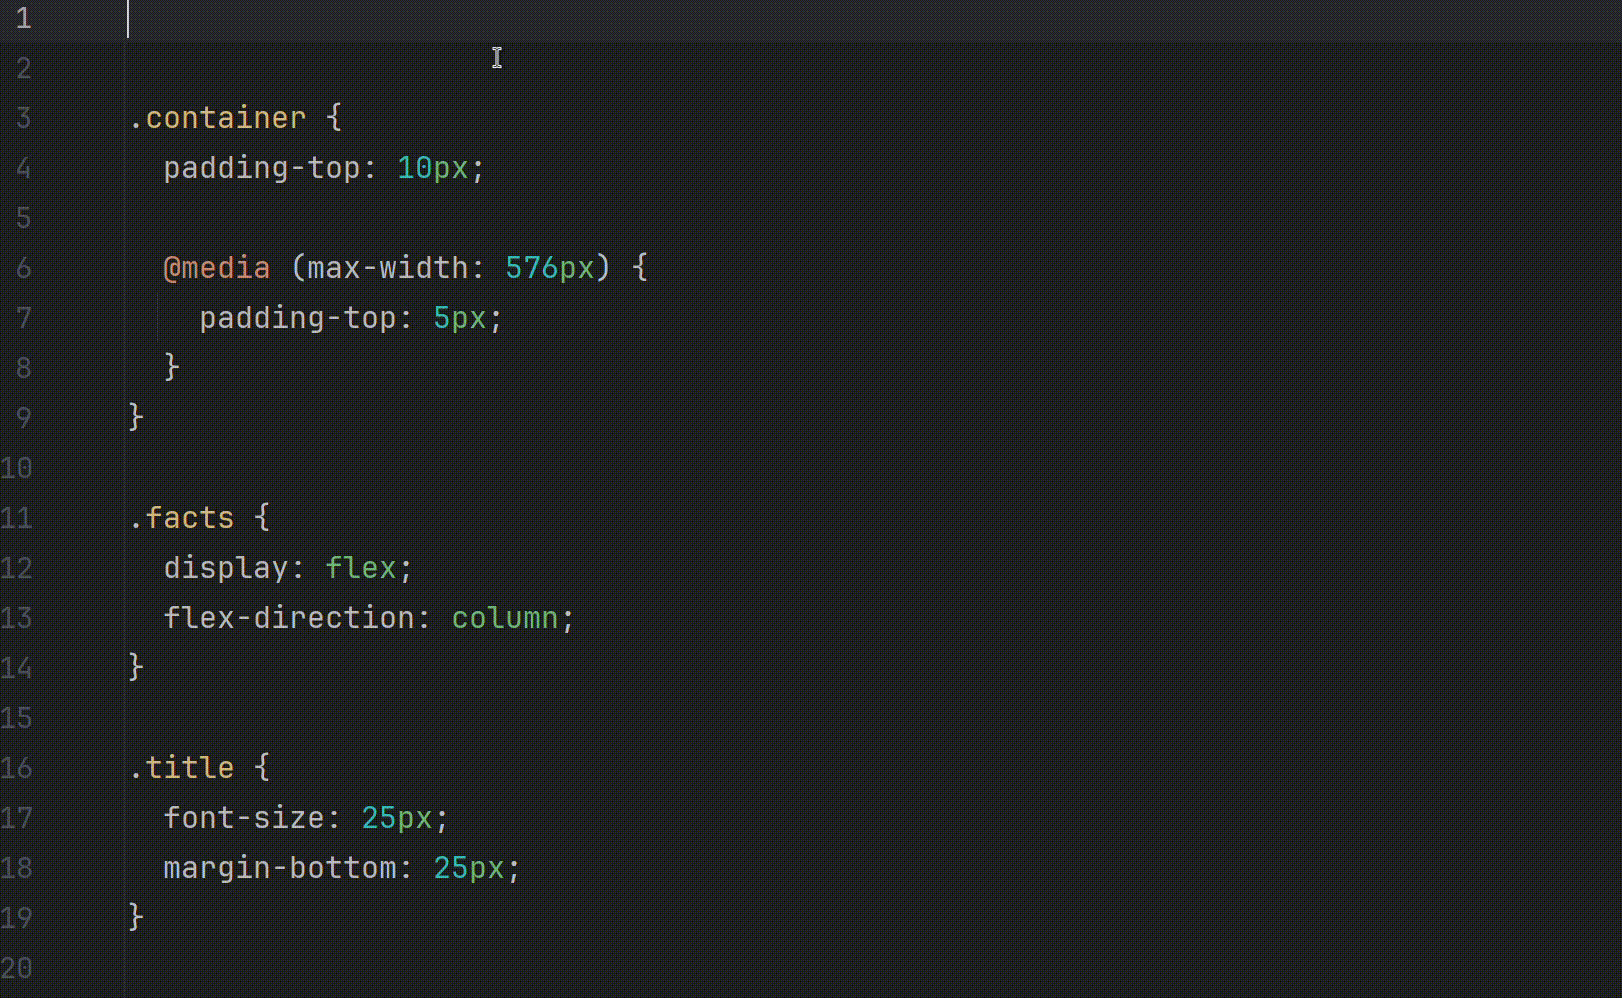 1
2
3 .container {
4   padding-top: 10px;
5
6   @media (max-width: 576px) {
7     padding-top: 5px;
8   }
9 }
10
11 .facts {
12   display: flex;
13   flex-direction: column;
14 }
15
16 .title {
17   font-size: 25px;
18   margin-bottom: 25px;
19 }
20